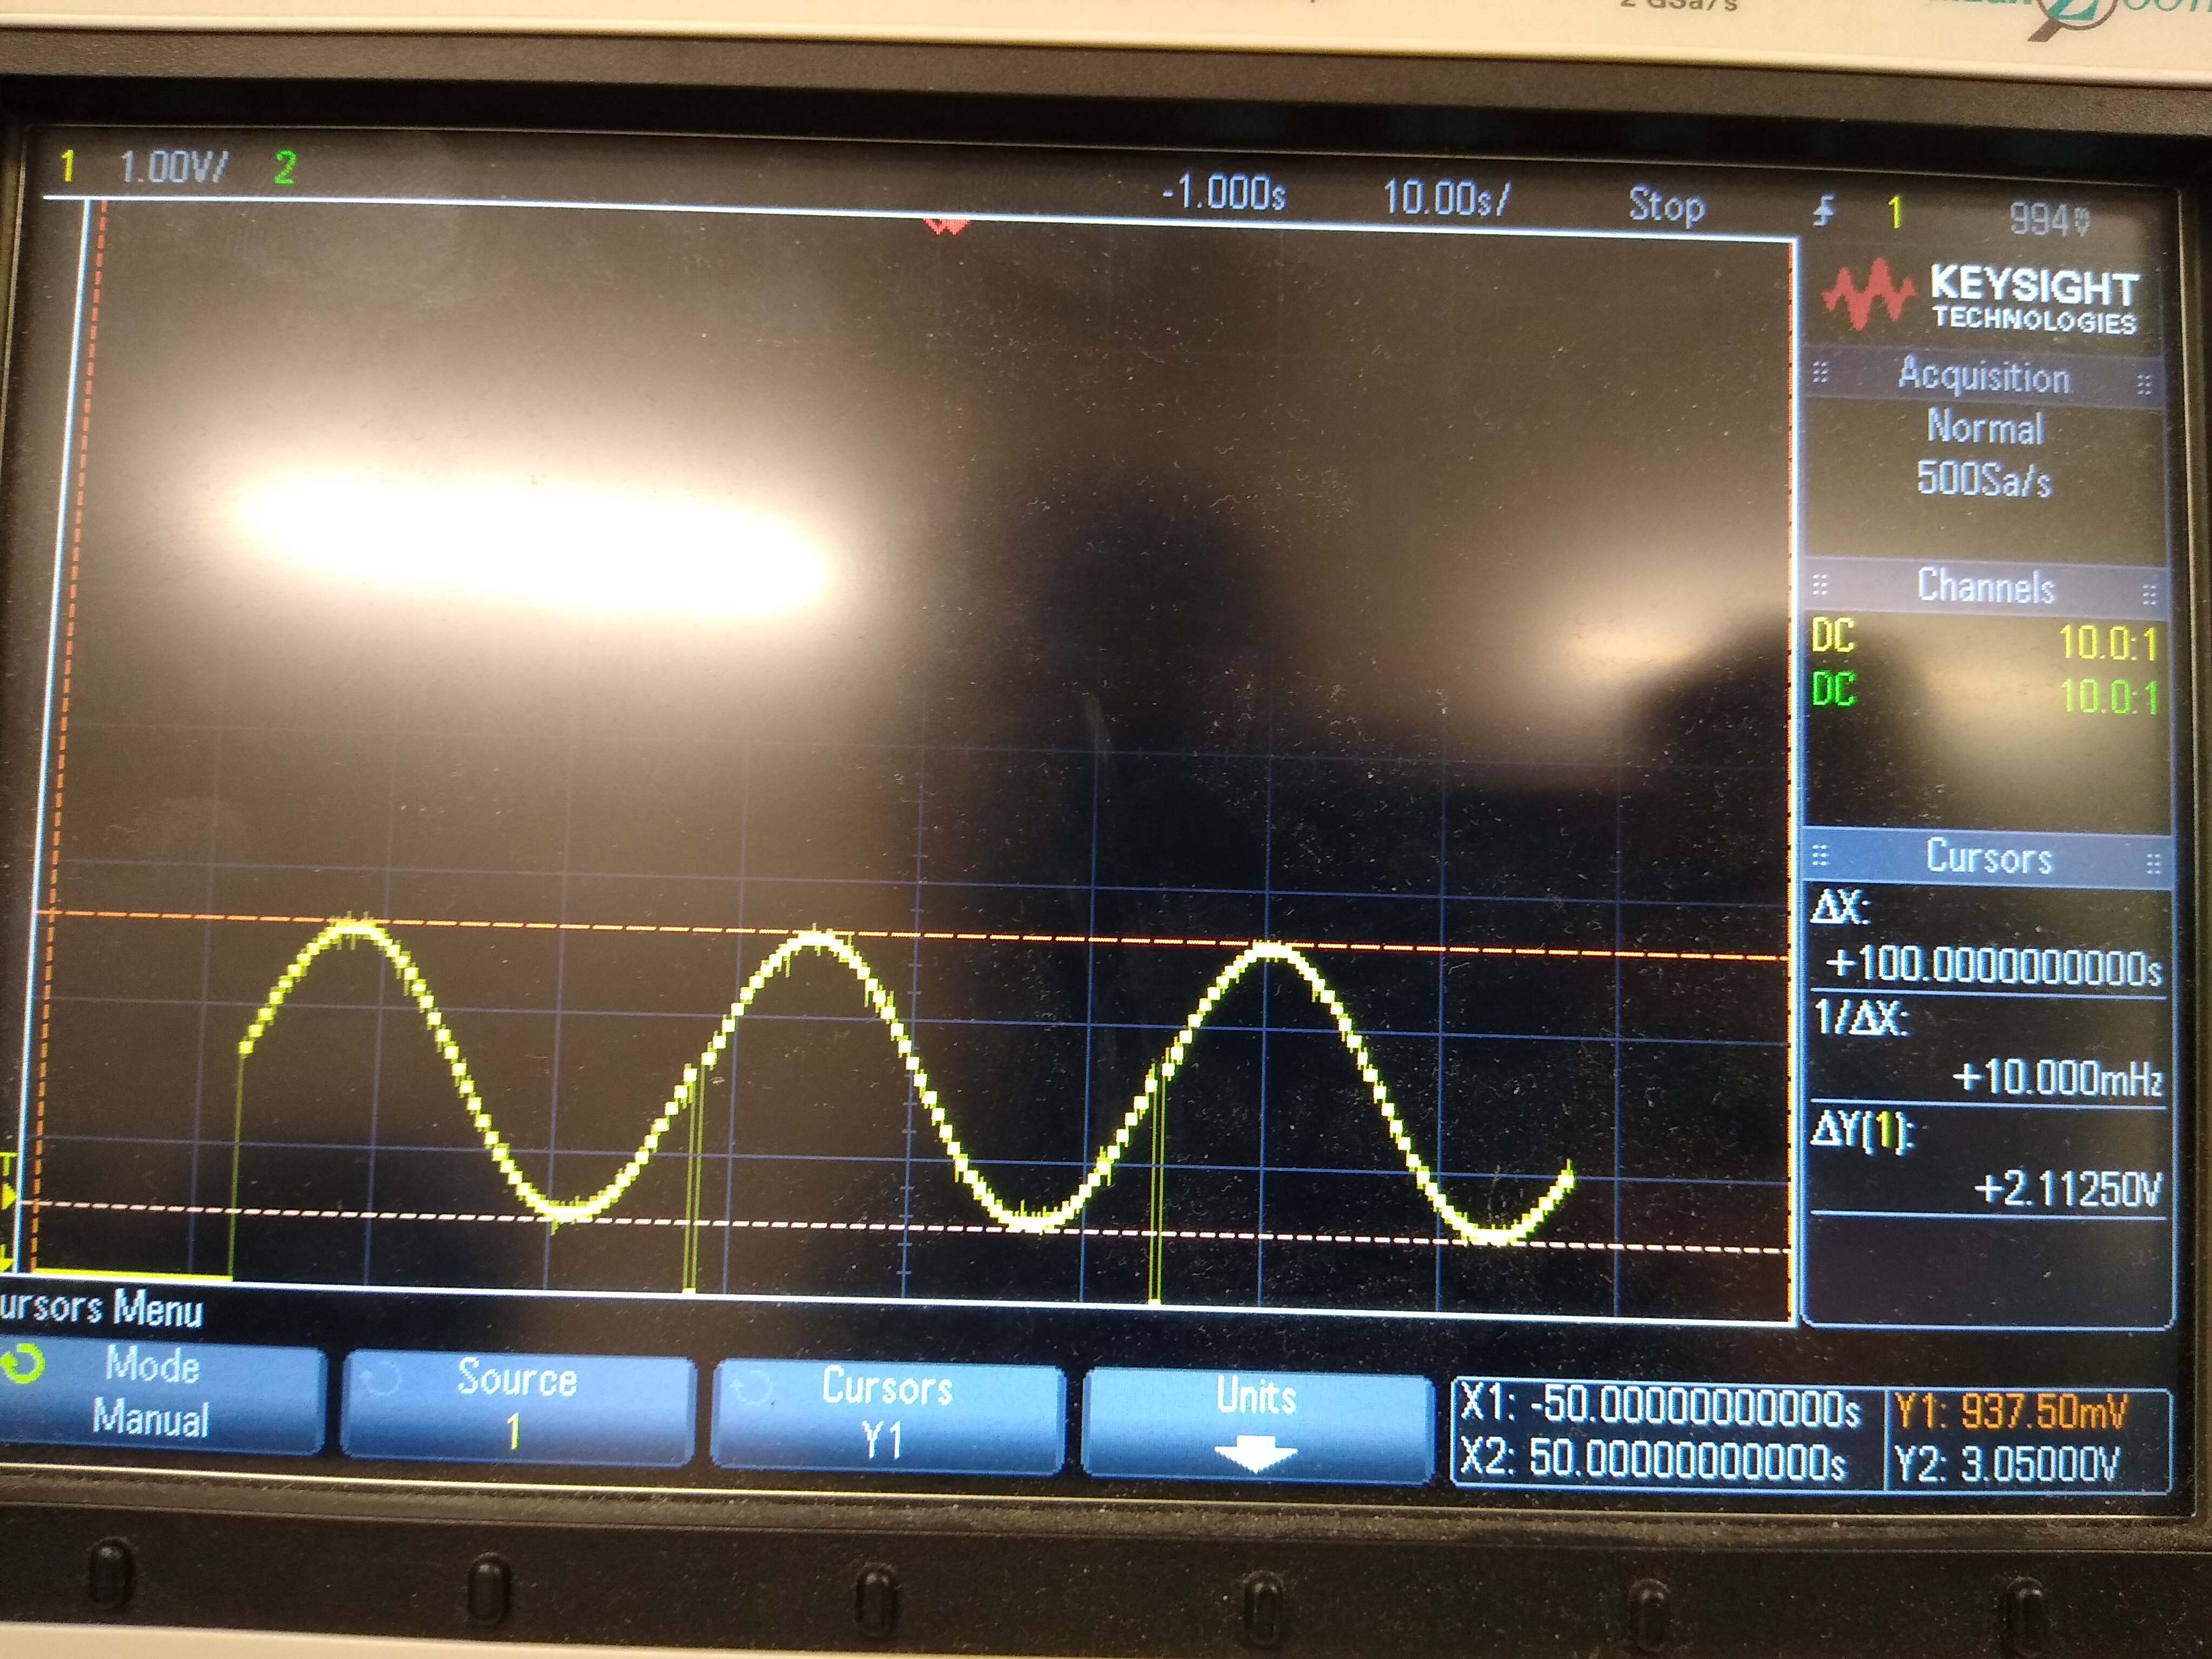 2 GSa/s
1 1.00V/ 2 -1.000s 10.00s/ Stop 1 994mV
KEYSIGHT
TECHNOLOGIES
Acquisition
Normal
500Sa/s
Channels
DC 10.0:1
DC 10.0:1
Cursors
ΔX:
+100.0000000000s
1/ΔX:
+10.000mHz
ΔY(1):
+2.11250V
T
ursors Menu
Mode
Manual
Source
1
Cursors
Y1
Units
X1: -50.00000000000s Y1: 937.50mV
X2: 50.00000000000s Y2: 3.05000V